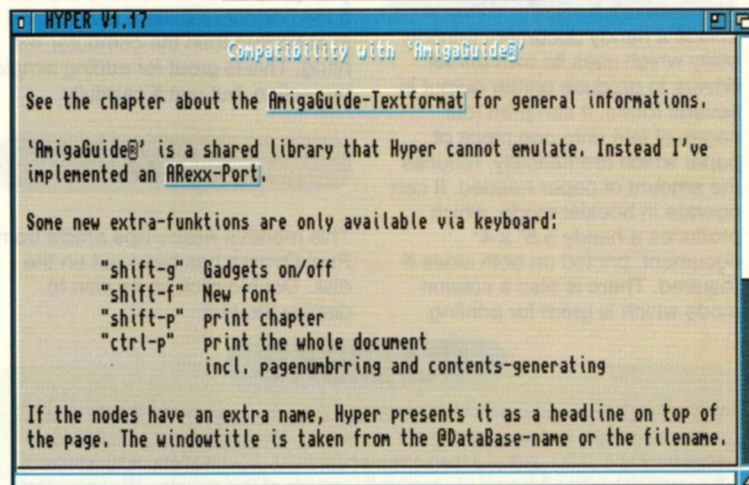 HYPER V1.17
Compatibility with 'AmigaGuide®'
See the chapter about the AmigaGuide-Textformat for general informations.
'AmigaGuide®' is a shared library that Hyper cannot emulate. Instead I've
implemented an ARexx-Port.
Some new extra-funktions are only available via keyboard:
"shift-g" Gadgets on/off
"shift-f" New font
"shift-p" print chapter
"ctrl-p" print the whole document
incl. pagenumbrring and contents-generating
If the nodes have an extra name, Hyper presents it as a headline on top of
the page. The windowtitle is taken from the @DataBase-name or the filename.